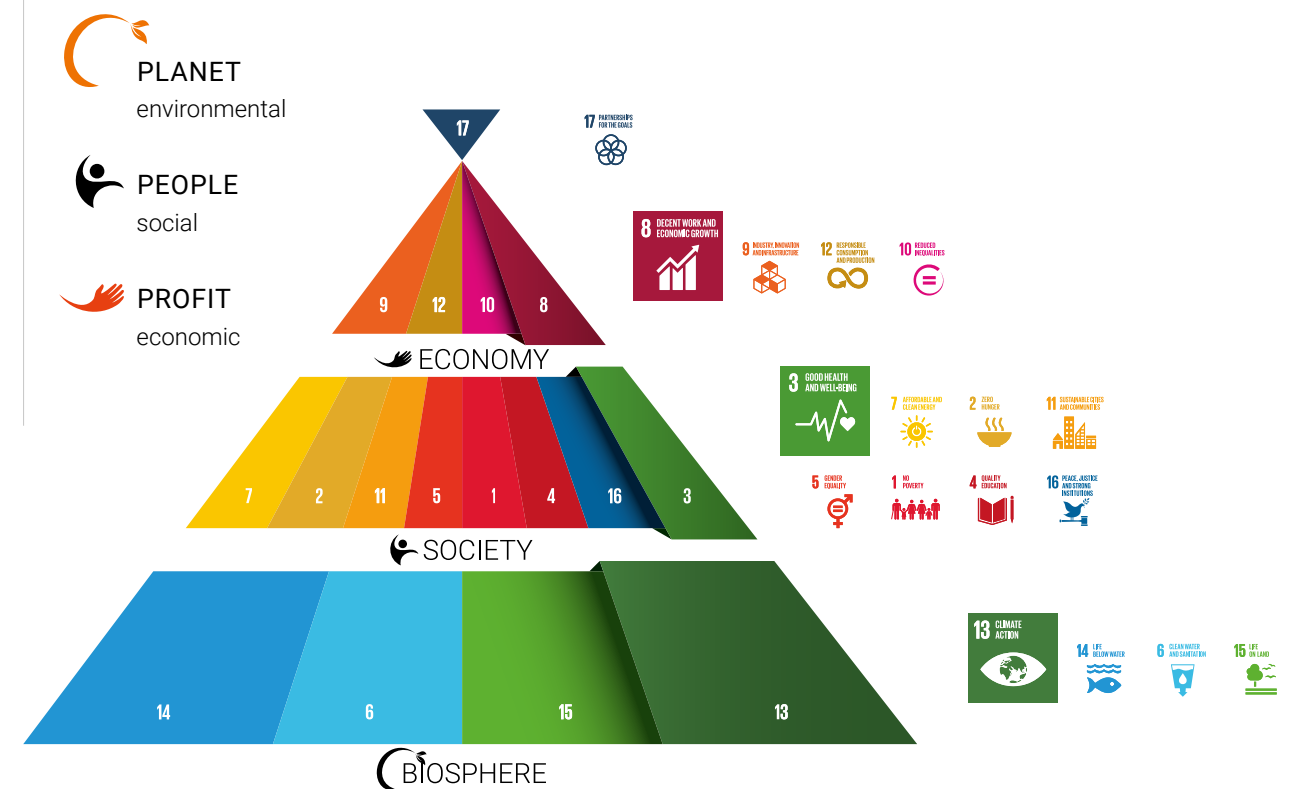 PLANET
environmental
PEOPLE
social
PROFIT
economic
17
17 PARTNERSHIPS
FOR THE GOALS
9
12
10
8
8 DECENT WORK AND
ECONOMIC GROWTH
9 INDUSTRY, INNOVATION
AND INFRASTRUCTURE
12 RESPONSIBLE
CONSUMPTION
AND PRODUCTION
10 REDUCED
INEQUALITIES
ECONOMY
7
2
11
5
1
4
16
3
3 GOOD HEALTH
AND WELL-BEING
7 AFFORDABLE AND
CLEAN ENERGY
2 ZERO
HUNGER
11 SUSTAINABLE CITIES
AND COMMUNITIES
5 GENDER
EQUALITY
1 NO
POVERTY
4 QUALITY
EDUCATION
16 PEACE, JUSTICE
AND STRONG
INSTITUTIONS
SOCIETY
14
6
15
13
13 CLIMATE
ACTION
14 LIFE
BELOW WATER
6 CLEAN WATER
AND SANITATION
15 LIFE
ON LAND
BIOSPHERE